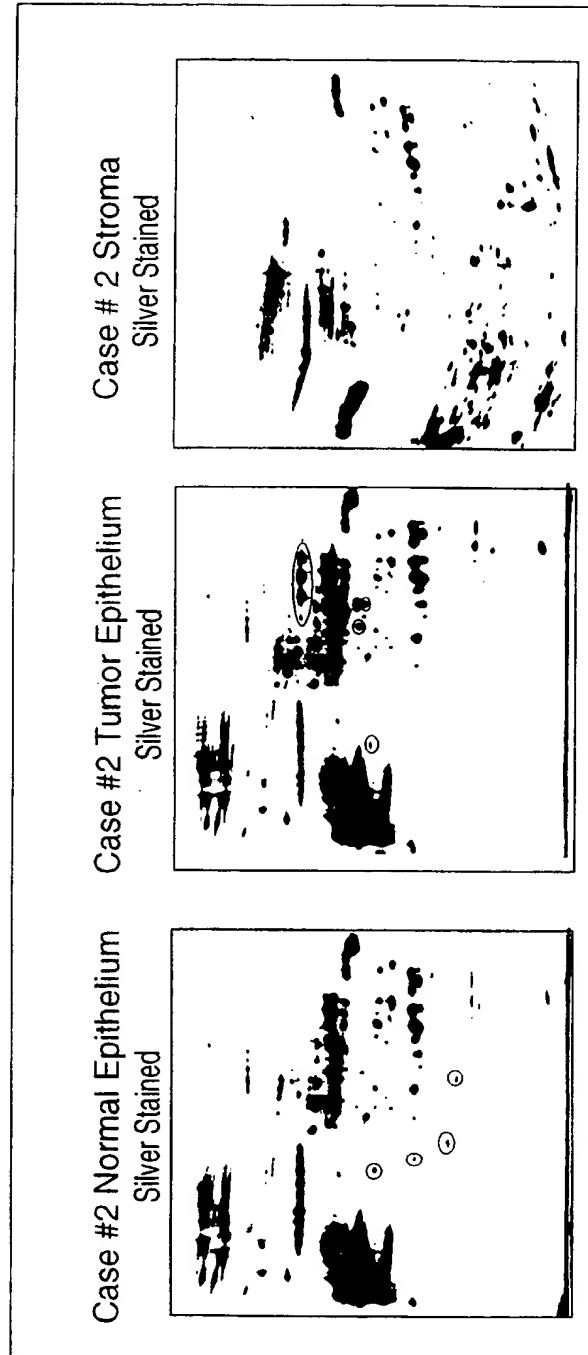 Case #2 Normal Epithelium
Silver Stained
Case #2 Tumor Epithelium
Silver Stained
Case # 2 Stroma
Silver Stained